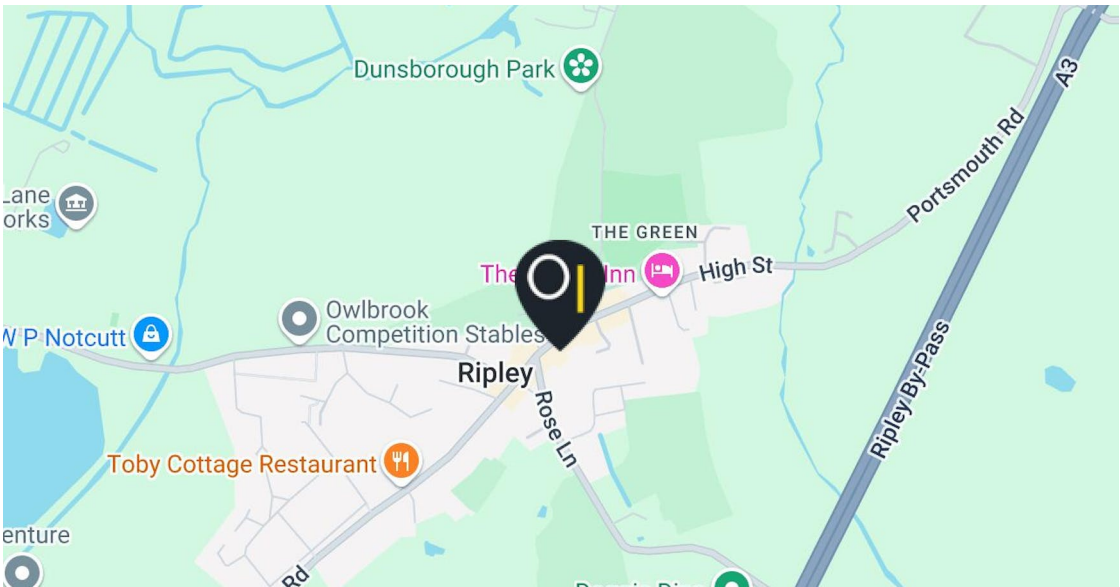 Dunsborough Park
A3
Portsmouth Rd
Lane
orks
THE GREEN
The
Inn
High St
Owlbrook
Competition Stables
W P Notcutt
Ripley
Ripley By-Pass
Rose Ln
Toby Cottage Restaurant
enture
Rd